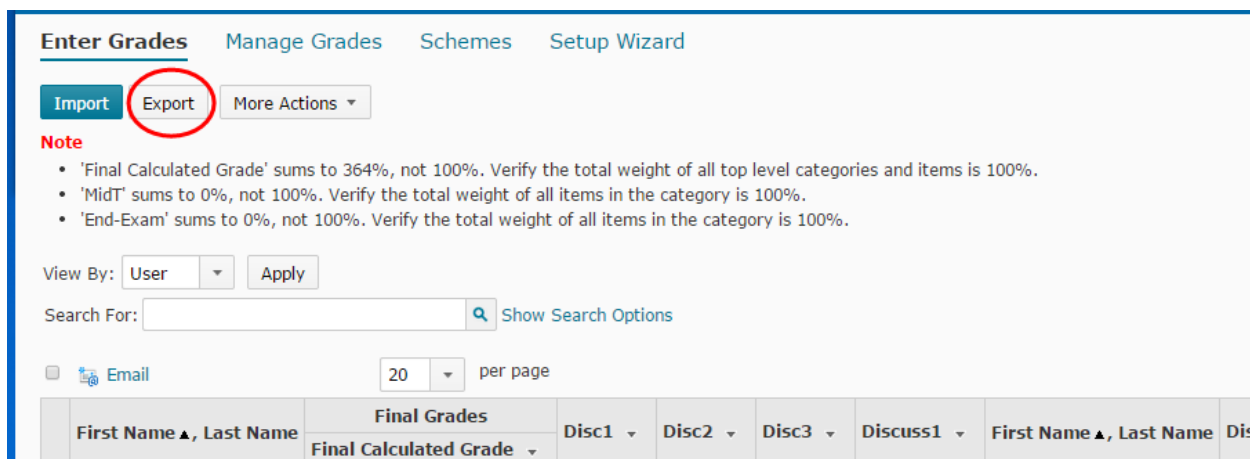 Enter Grades Manage Grades Schemes Setup Wizard
Import Export More Actions
Note
• 'Final Calculated Grade' sums to 364%, not 100%. Verify the total weight of all top level categories and items is 100%.
• 'MidT' sums to 0%, not 100%. Verify the total weight of all items in the category is 100%.
• 'End-Exam' sums to 0%, not 100%. Verify the total weight of all items in the category is 100%.
View By: User Apply
Search For: Show Search Options
Email 20 per page
Final Grades
First Name ▲, Last Name Disc1 Disc2 Disc3 Discuss1 First Name ▲, Last Name
Final Calculated Grade